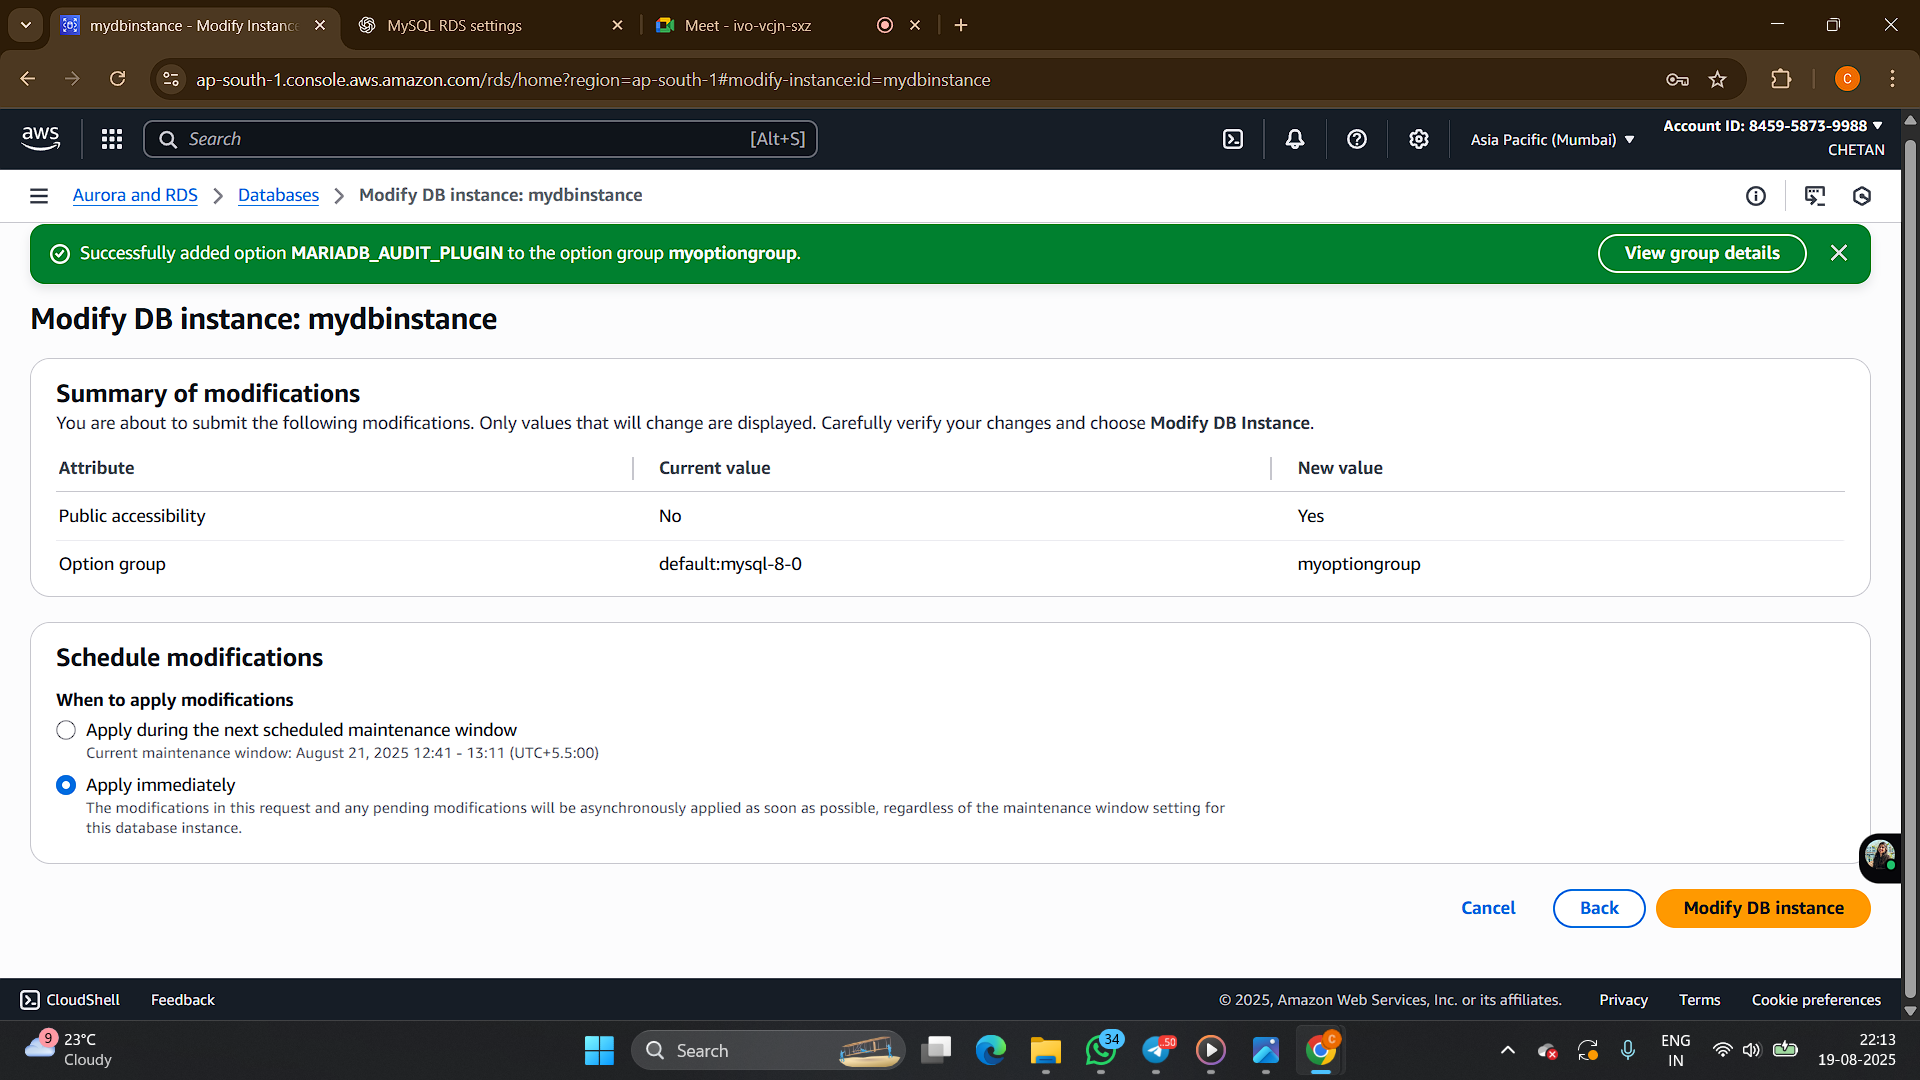 mydbinstance - Modify Instance
MySQL RDS settings
Meet - ivo-vcjn-sxz
ap-south-1.console.aws.amazon.com/rds/home?region=ap-south-1#modify-instance:id=mydbinstance
C
aws
Search
[Alt+S]
Asia Pacific (Mumbai)
Account ID: 8459-5873-9988
CHETAN
Aurora and RDS
Databases
Modify DB instance: mydbinstance
Successfully added option MARIADB_AUDIT_PLUGIN to the option group myoptiongroup.
View group details
Modify DB instance: mydbinstance
Summary of modifications
You are about to submit the following modifications. Only values that will change are displayed. Carefully verify your changes and choose Modify DB Instance.
Attribute
Current value
New value
Public accessibility
No
Yes
Option group
default:mysql-8-0
myoptiongroup
Schedule modifications
When to apply modifications
Apply during the next scheduled maintenance window
Current maintenance window: August 21, 2025 12:41 - 13:11 (UTC+5.5:00)
Apply immediately
The modifications in this request and any pending modifications will be asynchronously applied as soon as possible, regardless of the maintenance window setting for
this database instance.
Cancel
Back
Modify DB instance
CloudShell
Feedback
© 2025, Amazon Web Services, Inc. or its affiliates.
Privacy
Terms
Cookie preferences
9
23°C
Cloudy
Search
34
50
C
ENG
IN
22:13
19-08-2025